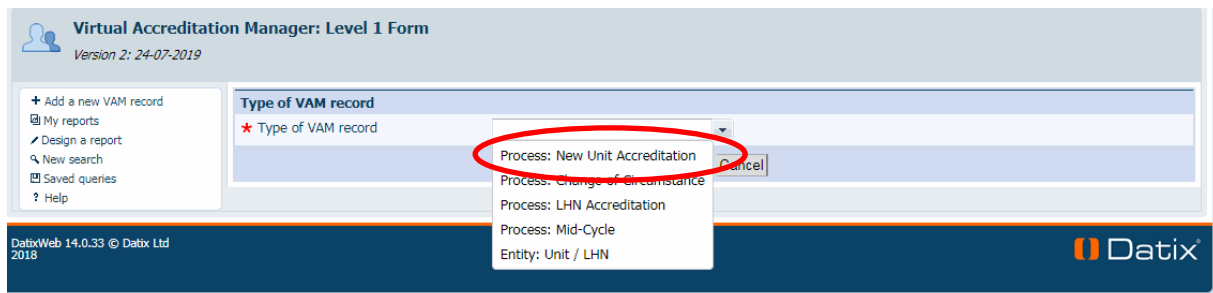 Virtual Accreditation Manager: Level 1 Form
Version 2: 24-07-2019
+ Add a new VAM record
My reports
Design a report
New search
Saved queries
? Help
Type of VAM record
★ Type of VAM record
Process: New Unit Accreditation
Cancel
Process: Change of Circumstance
Process: LHN Accreditation
Process: Mid-Cycle
Entity: Unit / LHN
DatixWeb 14.0.33 © Datix Ltd
2018
Datix